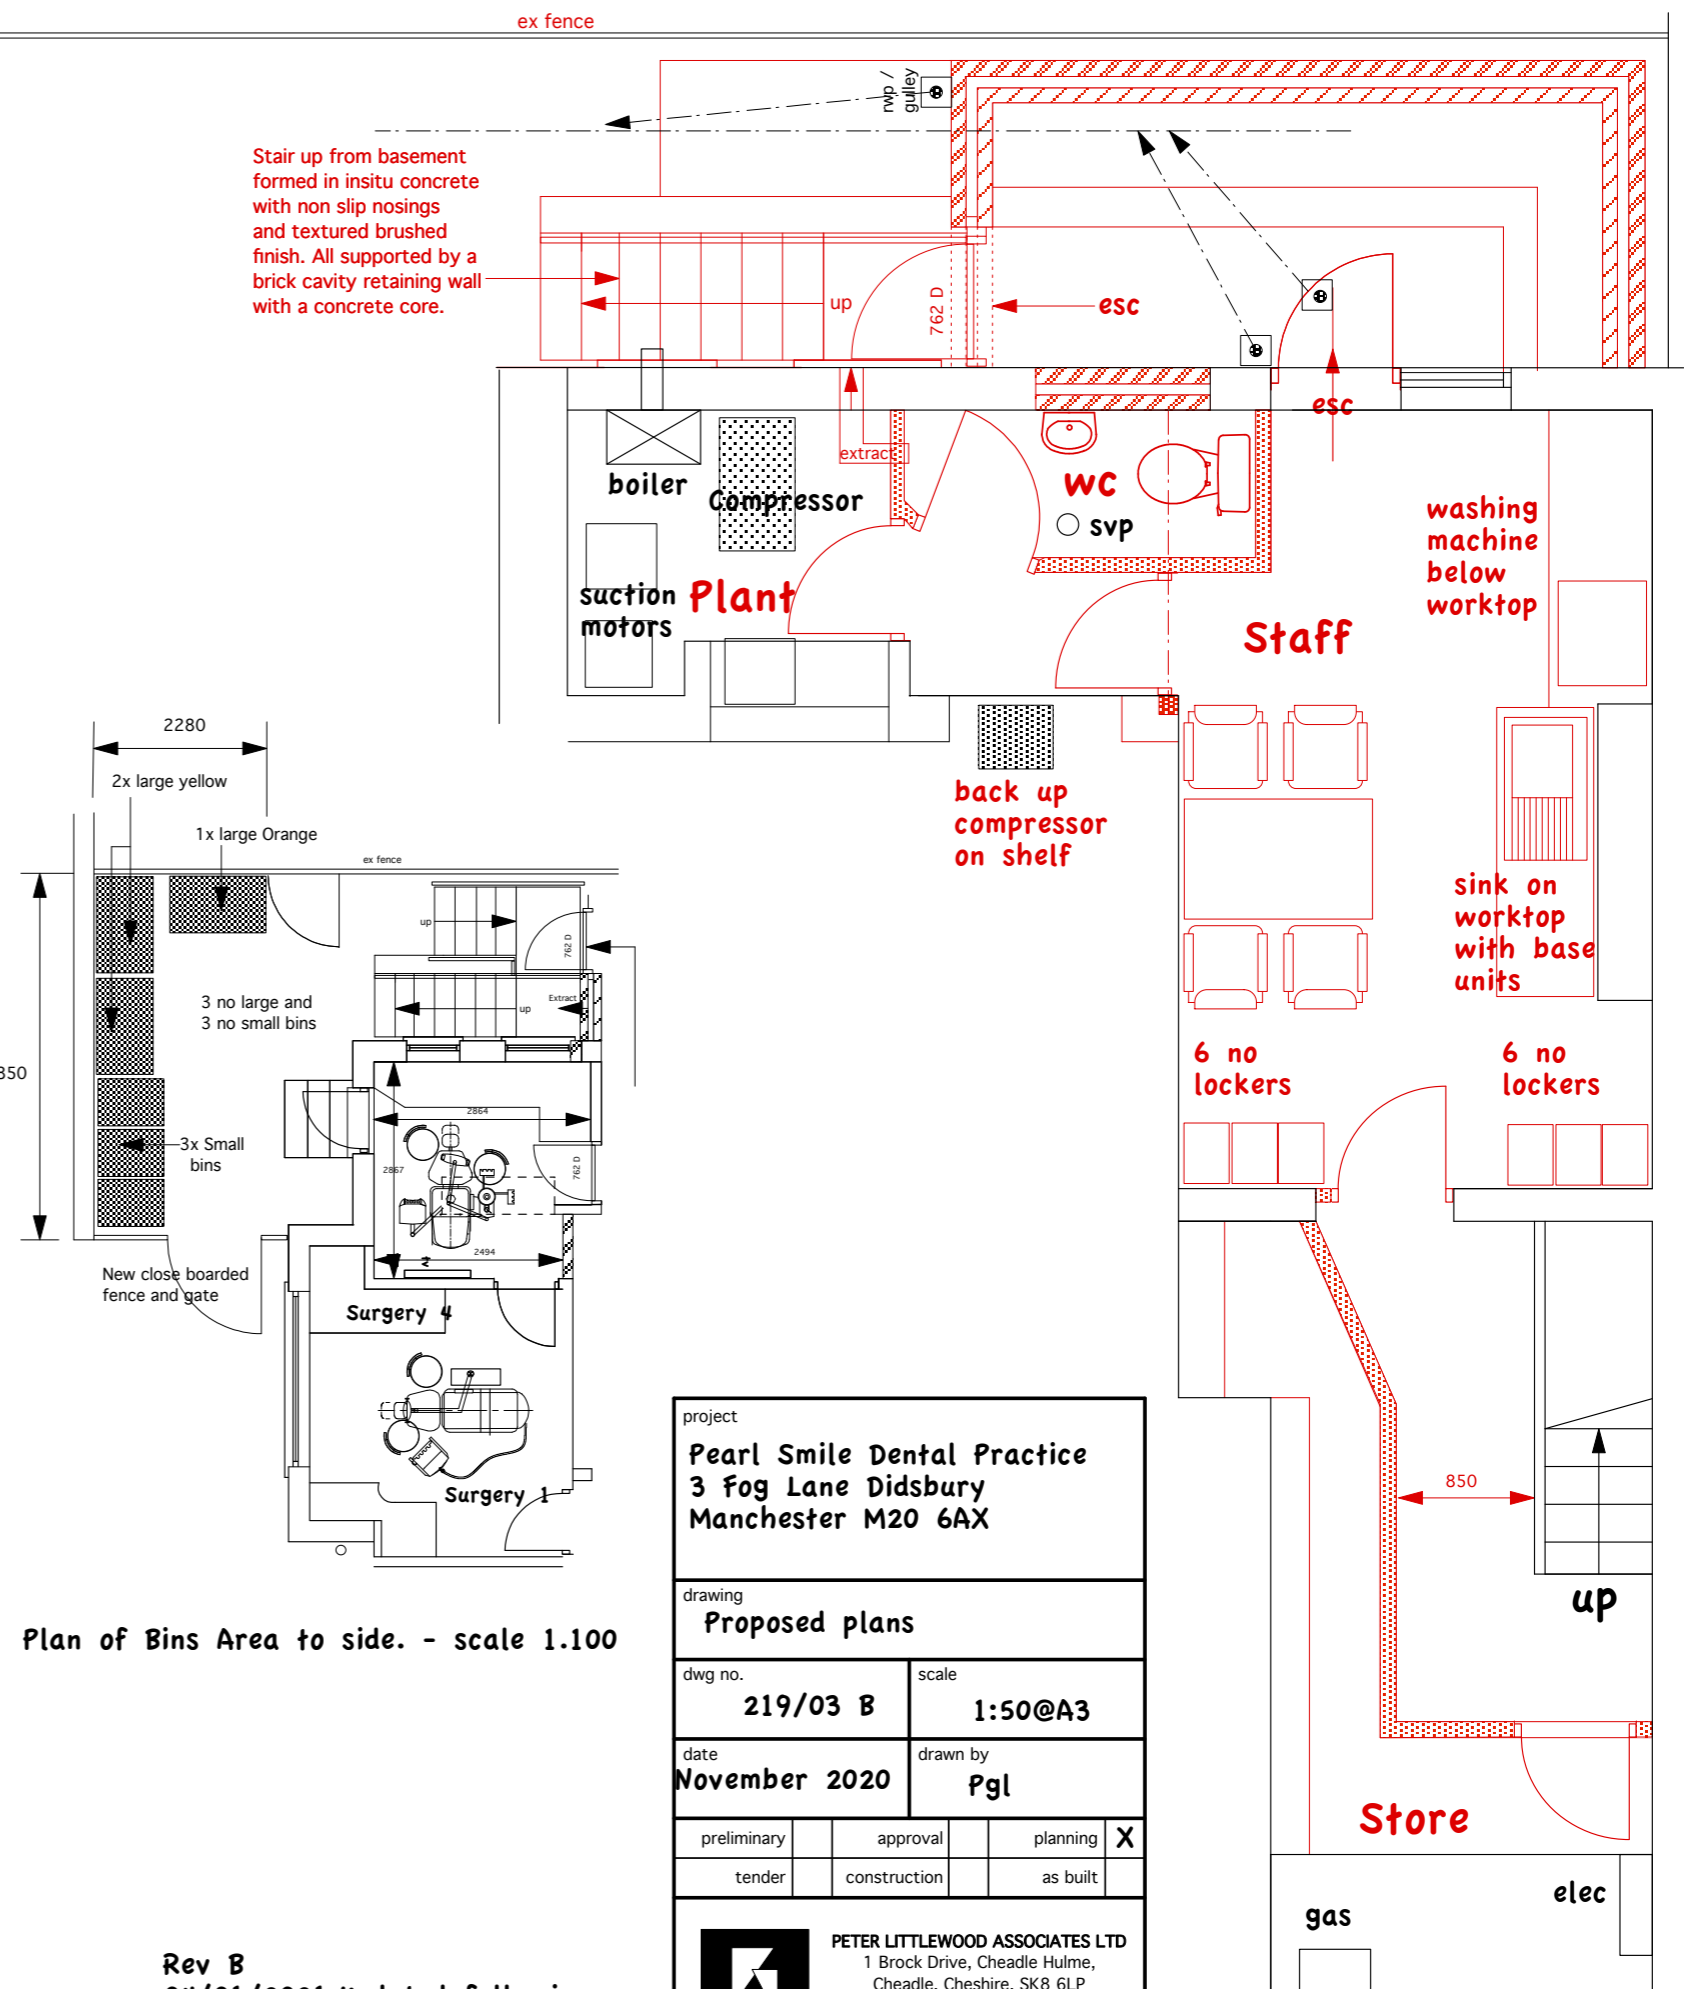 ex fence
rwp /
gulley
Stair up from basement
formed in insitu concrete
with non slip nosings
and textured brushed
finish. All supported by a
brick cavity retaining wall
with a concrete core.
up
762 D
esc
esc
extract
boiler
Compressor
wc
svp
suction
motors
Plant
Staff
washing
machine
below
worktop
back up
compressor
on shelf
sink on
worktop
with base
units
6 no
lockers
6 no
lockers
2280
2x large yellow
1x large Orange
ex fence
up
762 D
3 no large and
3 no small bins
Extract
up
350
2864
3x Small
bins
2867
762 D
2494
2
New close boarded
fence and gate
Surgery 4
Surgery 1
Plan of Bins Area to side. - scale 1.100
850
up
Store
gas
elec
project
Pearl Smile Dental Practice
3 Fog Lane Didsbury
Manchester M20 6AX
drawing
Proposed plans
dwg no.
219/03 B
scale
1:50@A3
date
November 2020
drawn by
Pgl
preliminary
approval
planning X
tender
construction
as built
PETER LITTLEWOOD ASSOCIATES LTD
1 Brock Drive, Cheadle Hulme,
Cheadle, Cheshire, SK8 6LP
Rev B